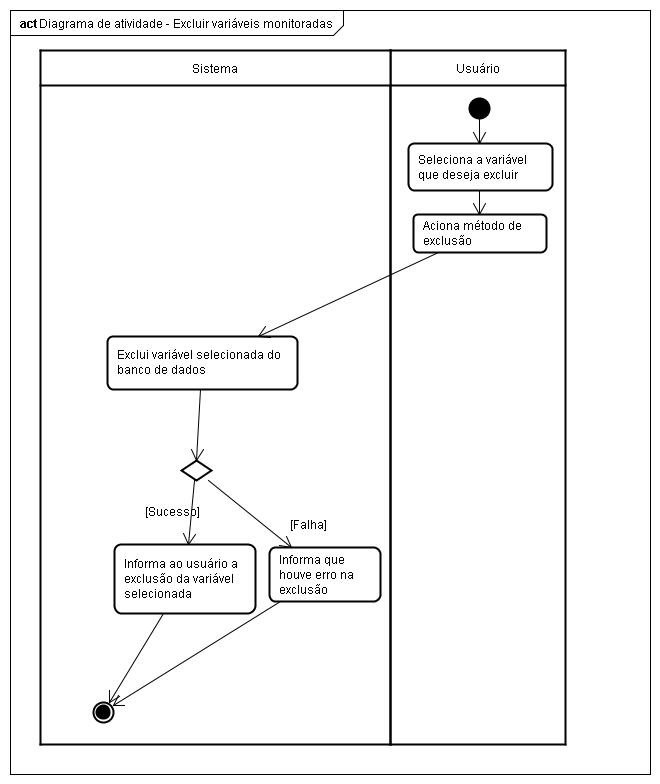 act Diagrama de atividade - Excluir variáveis monitoradas
Sistema
Usuário
Seleciona a variável
que deseja excluir
Aciona método de
exclusão
Exclui variável selecionada do
banco de dados
[Sucesso]
[Falha]
Informa ao usuário a
exclusão da variável
selecionada
Informa que
houve erro na
exclusão